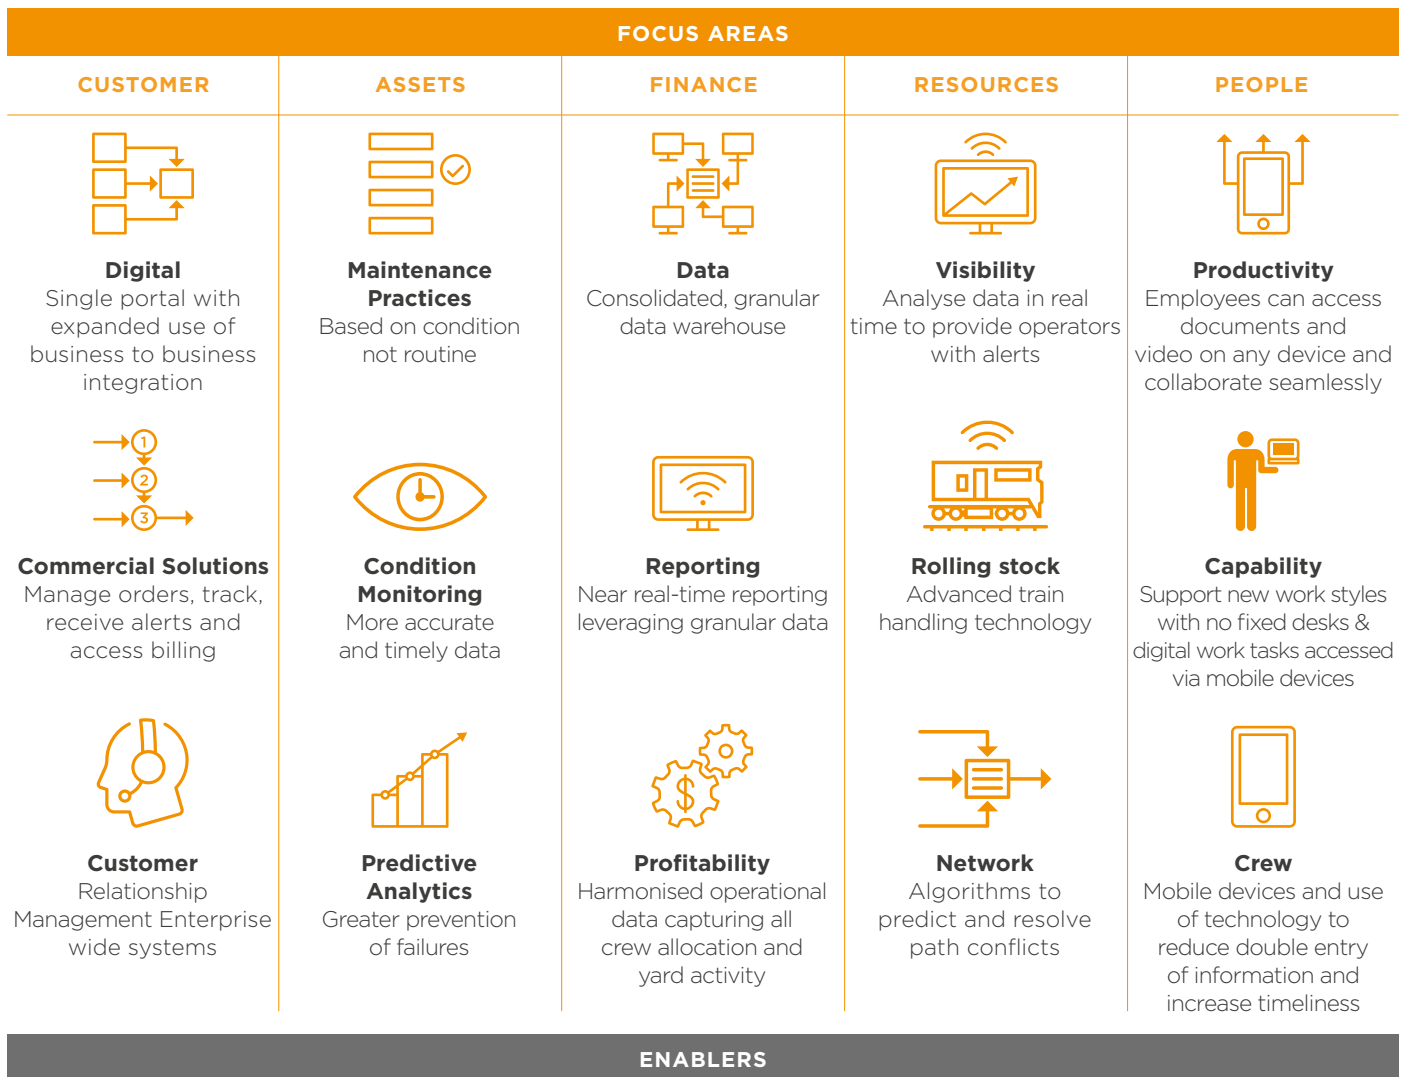 FOCUS AREAS
CUSTOMER
ASSETS
FINANCE
RESOURCES
PEOPLE
Digital
Single portal with
expanded use of
business to business
integration
Maintenance
Practices
Based on condition
not routine
Data
Consolidated, granular
data warehouse
Visibility
Analyse data in real
time to provide operators
with alerts
Productivity
Employees can access
documents and
video on any device and
collaborate seamlessly
1
2
3
Commercial Solutions
Manage orders, track,
receive alerts and
access billing
Condition
Monitoring
More accurate
and timely data
Reporting
Near real-time reporting
leveraging granular data
Rolling stock
Advanced train
handling technology
Capability
Support new work styles
with no fixed desks &
digital work tasks accessed
via mobile devices
Customer
Relationship
Management Enterprise
wide systems
Predictive
Analytics
Greater prevention
of failures
$
Profitability
Harmonised operational
data capturing all
crew allocation and
yard activity
Network
Algorithms to
predict and resolve
path conflicts
Crew
Mobile devices and use
of technology to
reduce double entry
of information and
increase timeliness
ENABLERS